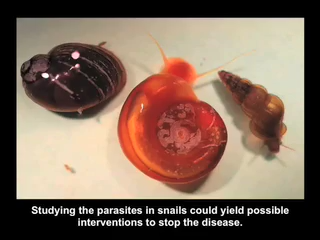 Studying the parasites in snails could yield possible
interventions to stop the disease.